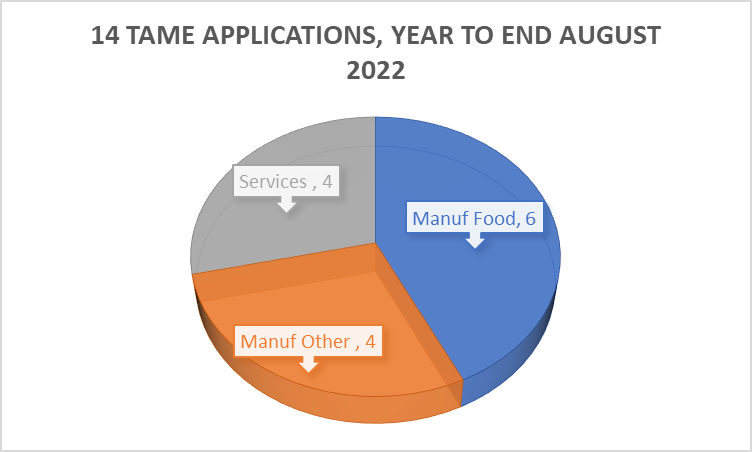 14 TAME APPLICATIONS, YEAR TO END AUGUST
2022
Services , 4
Manuf Food, 6
Manuf Other , 4